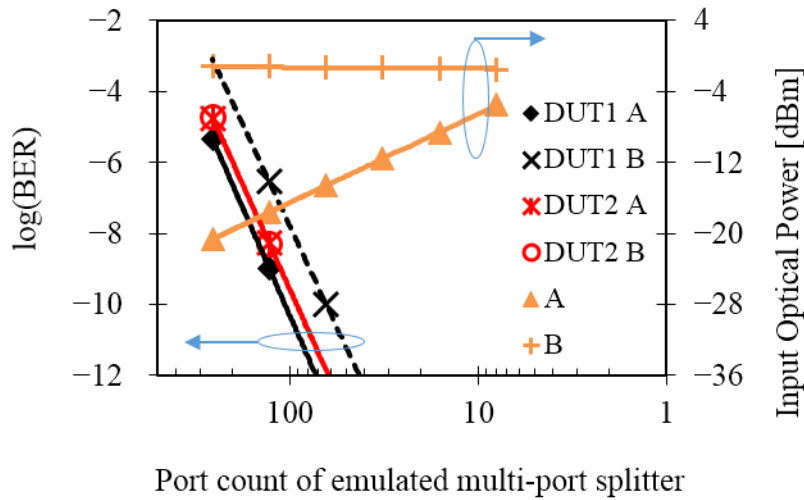 −2
−4
−6
−8
−10
−12
log(BER)
4
−4
−12
−20
−28
−36
Input Optical Power [dBm]
DUT1 A
DUT1 B
DUT2 A
DUT2 B
A
B
100
10
1
Port count of emulated multi-port splitter